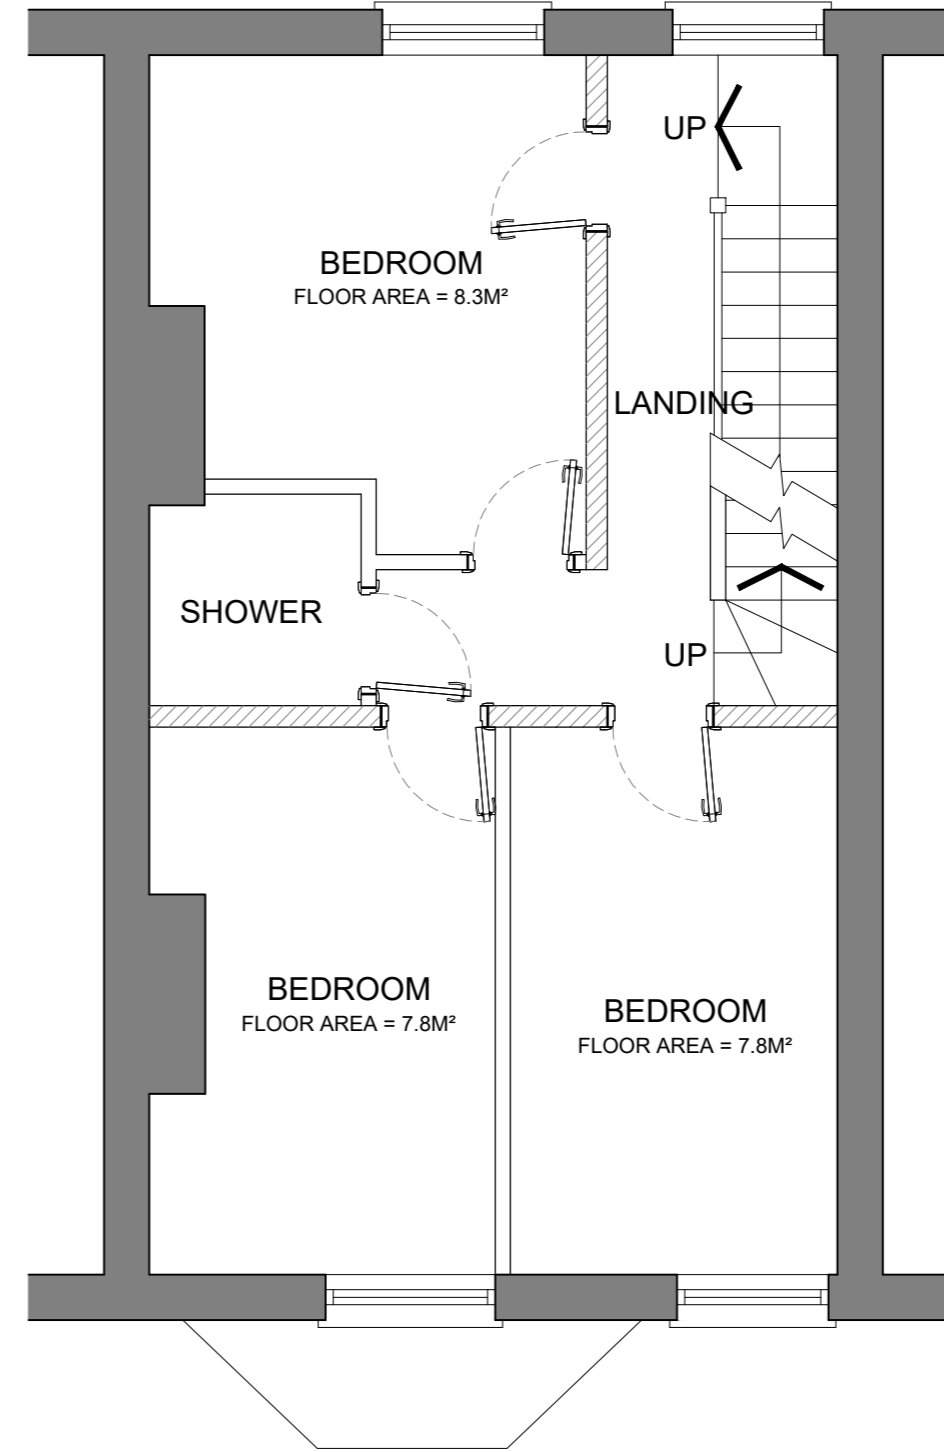 UP
BEDROOM
FLOOR AREA = 8.3M²
LANDING
SHOWER
UP
BEDROOM
FLOOR AREA = 7.8M²
BEDROOM
FLOOR AREA = 7.8M²